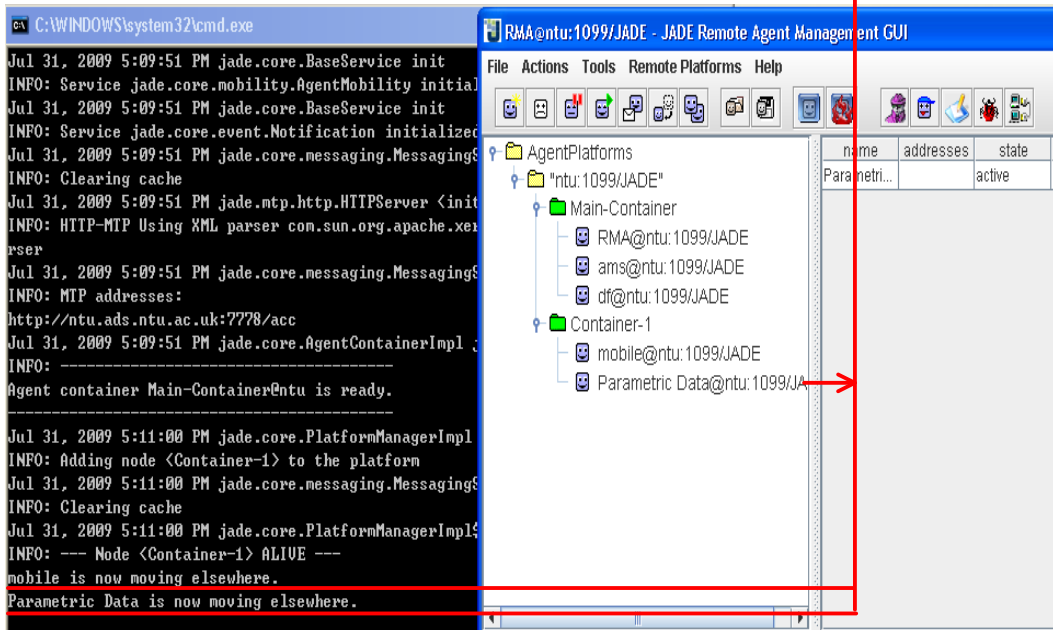 C:\WINDOWS\system32\cmd.exe
Jul 31, 2009 5:09:51 PM jade.core.BaseService init
INFO: Service jade.core.mobility.AgentMobility initial
Jul 31, 2009 5:09:51 PM jade.core.BaseService init
INFO: Service jade.core.event.Notification initialized
Jul 31, 2009 5:09:51 PM jade.core.messaging.MessagingS
INFO: Clearing cache
Jul 31, 2009 5:09:51 PM jade.mtp.http.HTTPServer <init
INFO: HTTP-MTP Using XML parser com.sun.org.apache.xer
rser
Jul 31, 2009 5:09:51 PM jade.core.messaging.MessagingS
INFO: MTP addresses:
http://ntu.ads.ntu.ac.uk:7778/acc
Jul 31, 2009 5:09:51 PM jade.core.AgentContainerImpl j
INFO: --------------------------------------
Agent container Main-Container@ntu is ready.
--------------------------------------------
Jul 31, 2009 5:11:00 PM jade.core.PlatformManagerImpl
INFO: Adding node <Container-1> to the platform
Jul 31, 2009 5:11:00 PM jade.core.messaging.MessagingS
INFO: Clearing cache
Jul 31, 2009 5:11:00 PM jade.core.PlatformManagerImpl$
INFO: --- Node <Container-1> ALIVE ---
mobile is now moving elsewhere.
Parametric Data is now moving elsewhere.
RMA@ntu:1099/JADE - JADE Remote Agent Management GUI
File Actions Tools Remote Platforms Help
AgentPlatforms
"ntu:1099/JADE"
Main-Container
RMA@ntu:1099/JADE
ams@ntu:1099/JADE
df@ntu:1099/JADE
Container-1
mobile@ntu:1099/JADE
Parametric Data@ntu:1099/JA
name addresses state
Parametri... active